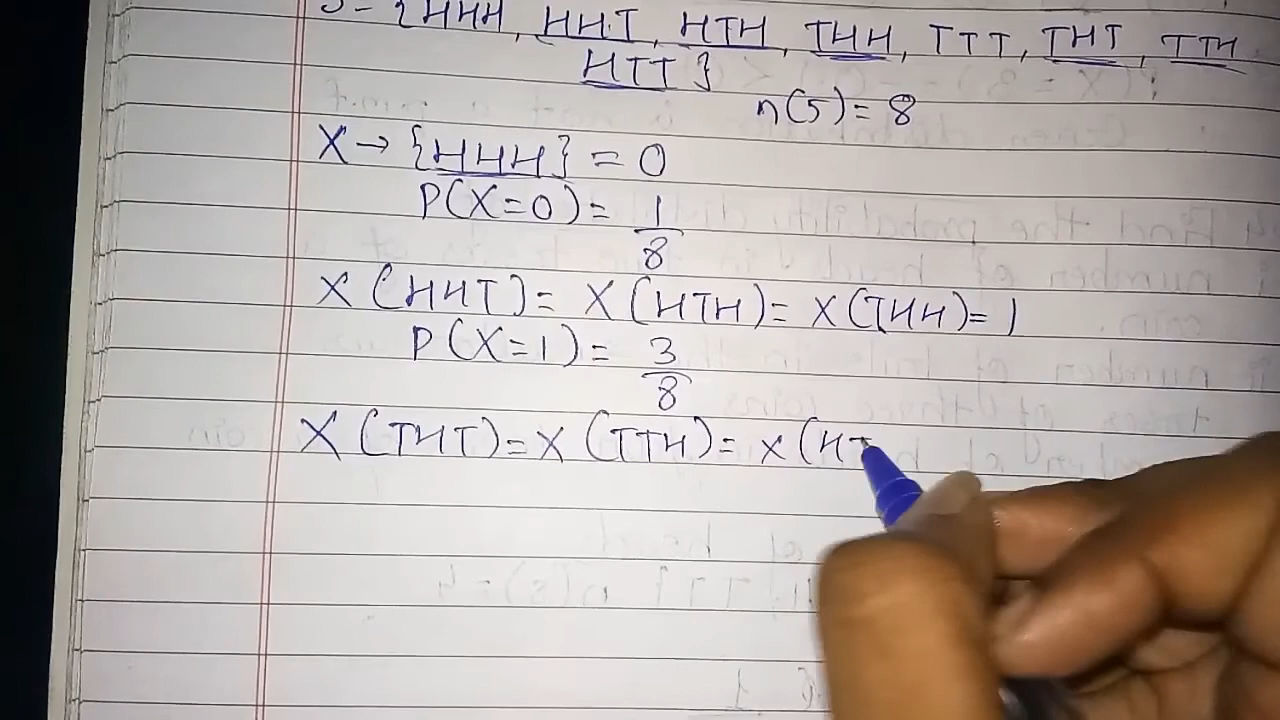 S = {HHH, HHT, HTH, THH, TTT, THT, TTH
HTT}
n(S) = 8
X → {HHH} = 0
P(X=0) = 1/8
X (HHT) = X (HTH) = X (THH) = 1
P(X=1) = 3/8
X (THT) = X (TTH) = X (HT